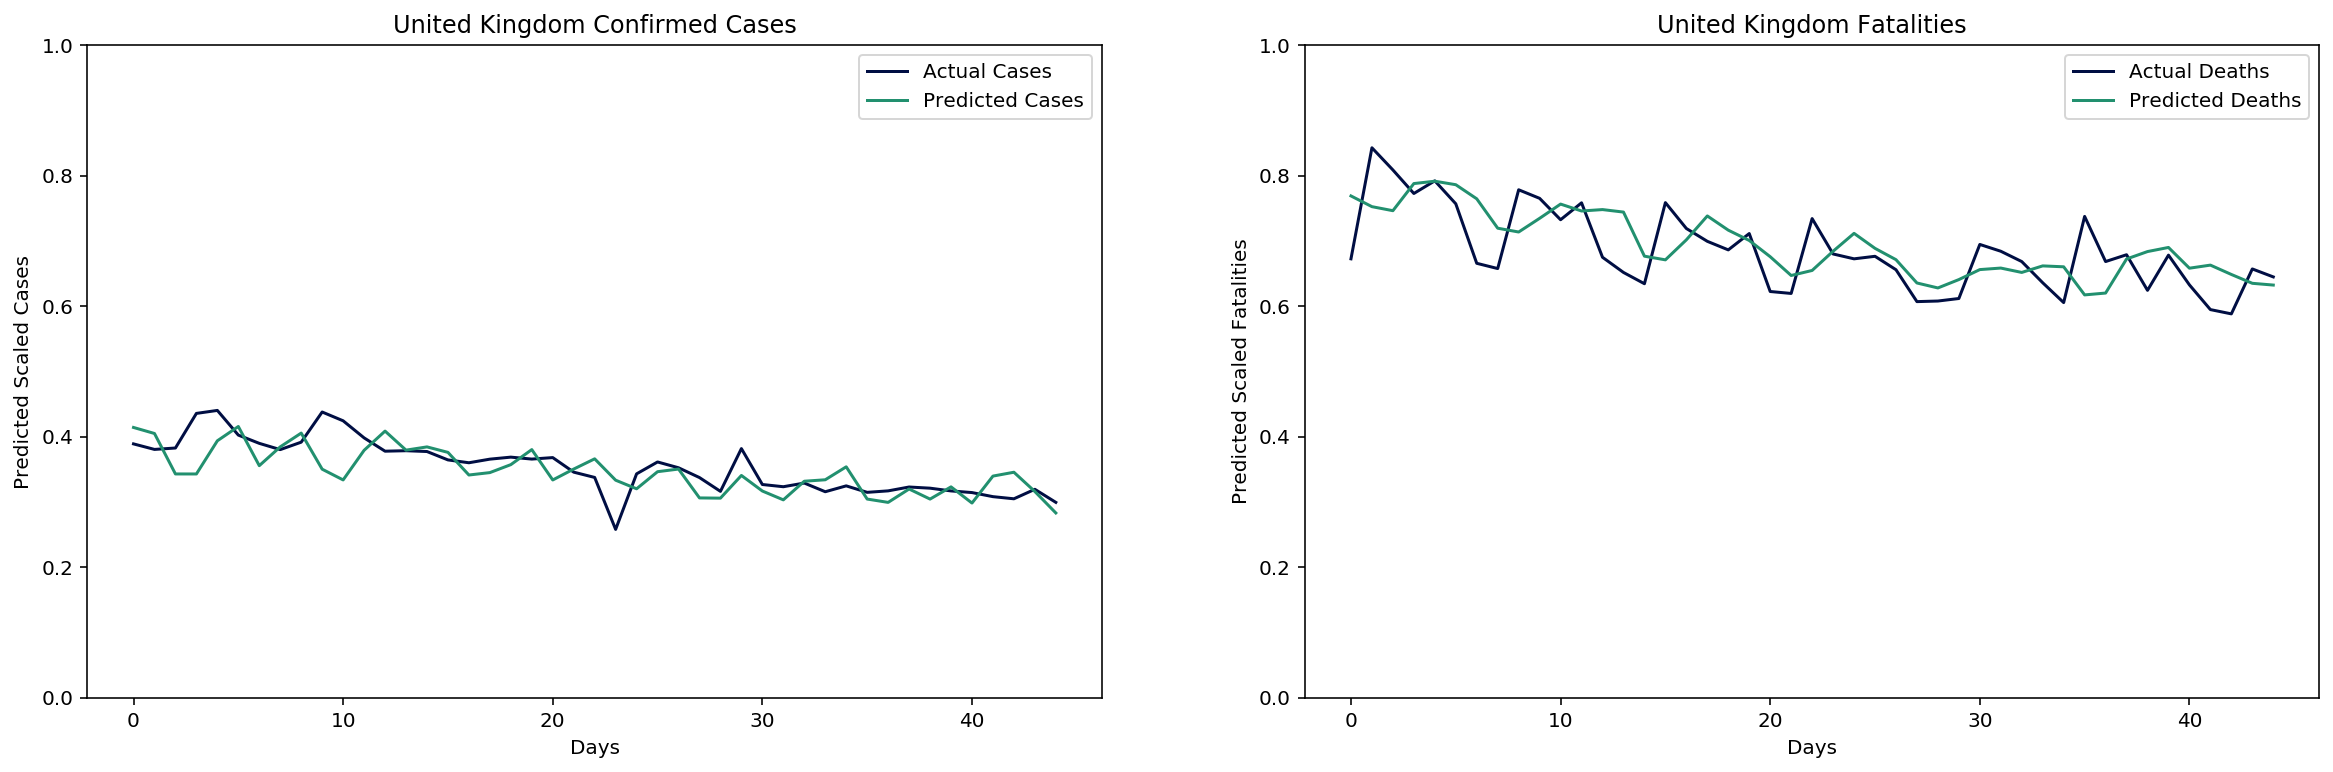 United Kingdom Confirmed Cases
1.0
0.8
0.6
0.4
0.2
0.0
Predicted Scaled Cases
Actual Cases
Predicted Cases
0 10 20 30 40
Days
United Kingdom Fatalities
1.0
0.8
0.6
0.4
0.2
0.0
Predicted Scaled Fatalities
Actual Deaths
Predicted Deaths
0 10 20 30 40
Days